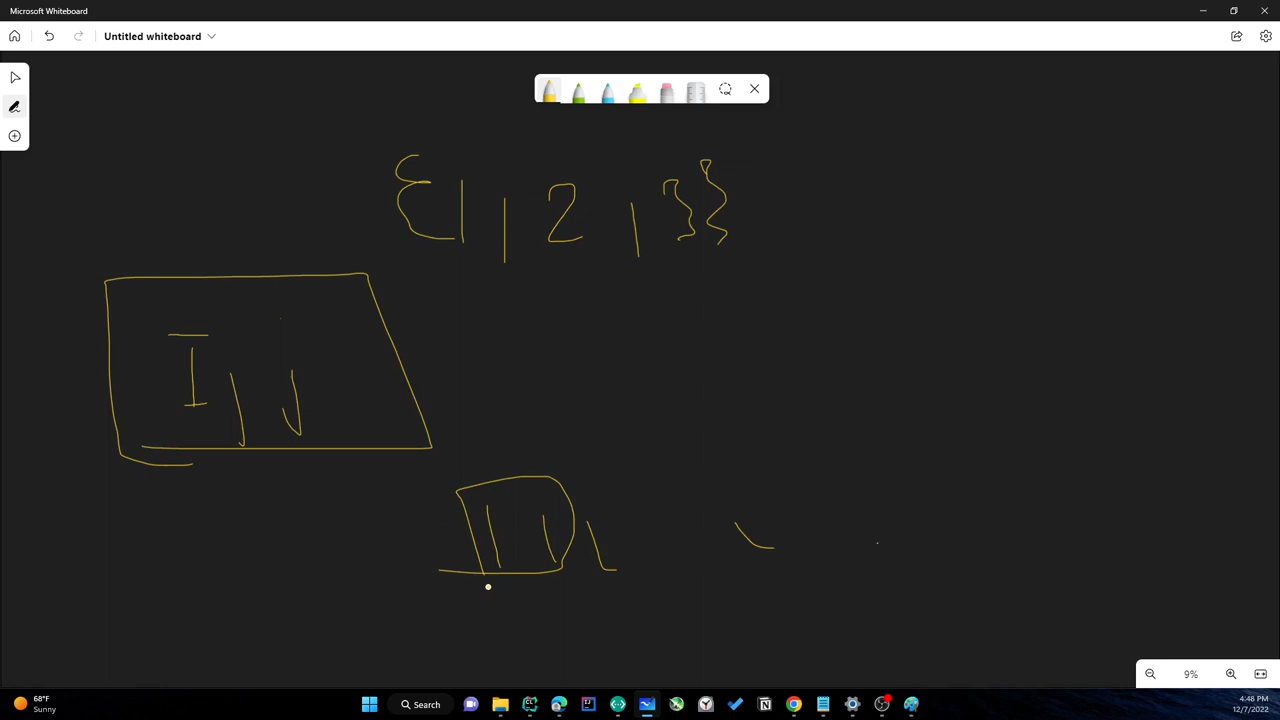 Microsoft Whiteboard
Untitled whiteboard
{1, 2, 3}
I, J
9%
68°F
Sunny
Search
4:48 PM
12/7/2022